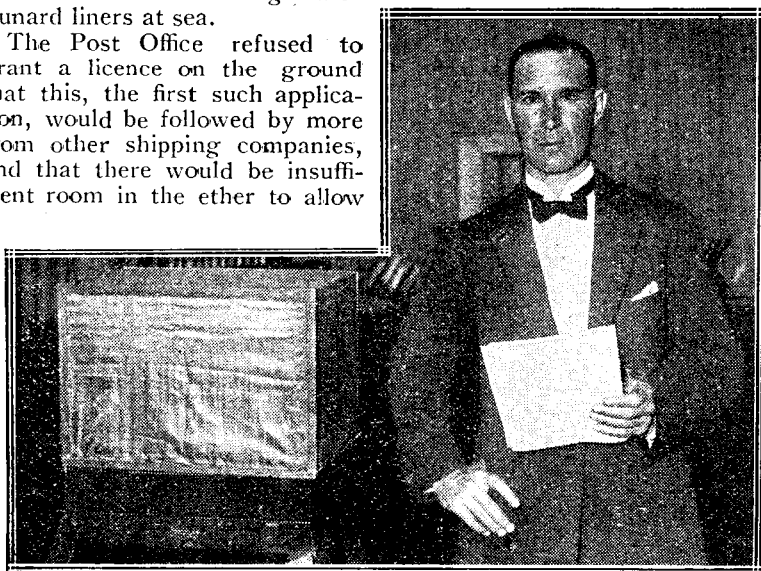 unard liners at sea.
The Post Office refused to
rant a licence on the ground
at this, the first such applica-
on, would be followed by more
om other shipping companies,
nd that there would be insuffi-
ent room in the ether to allow